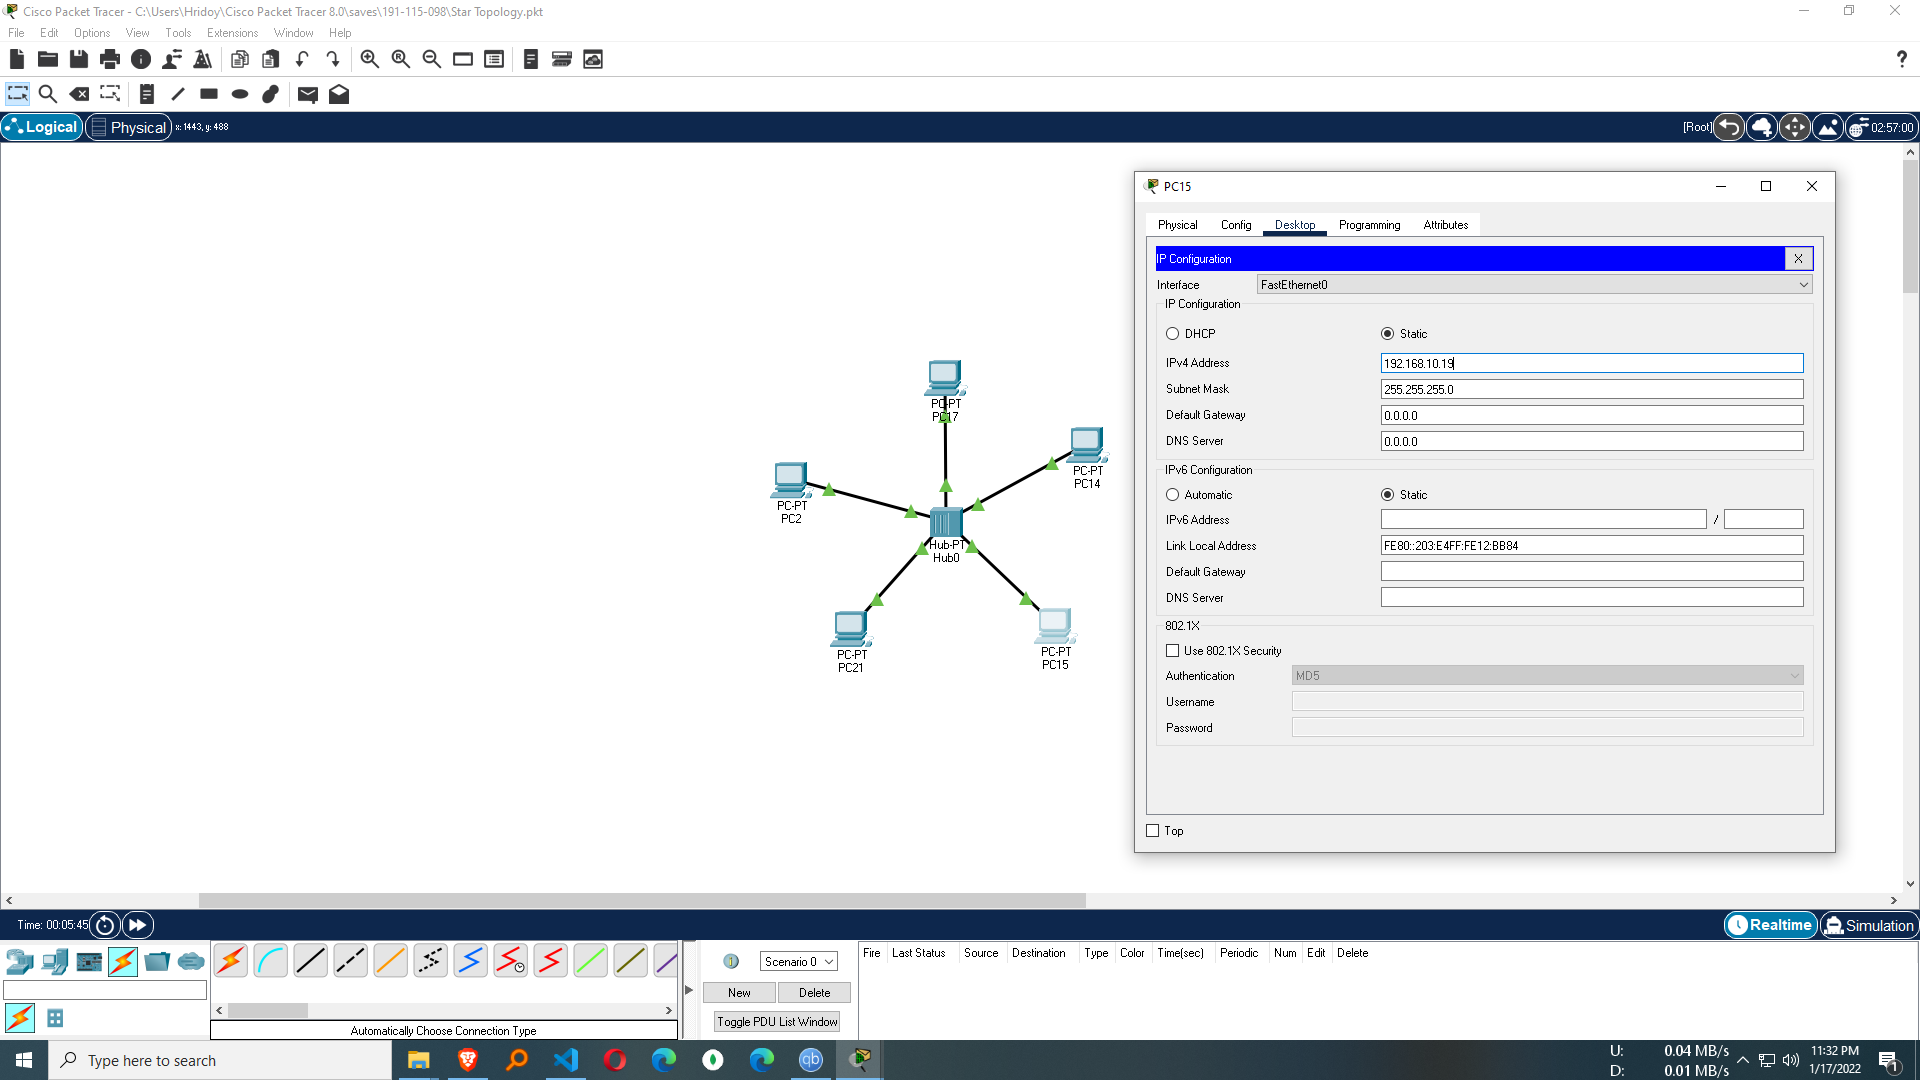 Cisco Packet Tracer - C:\Users\Hridoy\Cisco Packet Tracer 8.0\saves\191-115-098\Star Topology.pkt
File Edit Options View Tools Extensions Window Help
Logical Physical x: 1443, y: 488 [Root] 02:57:00
PC15
Physical Config Desktop Programming Attributes
IP Configuration X
Interface FastEthernet0
IP Configuration
DHCP Static
IPv4 Address 192.168.10.19
Subnet Mask 255.255.255.0
Default Gateway 0.0.0.0
DNS Server 0.0.0.0
IPv6 Configuration
Automatic Static
IPv6 Address /
Link Local Address FE80::203:E4FF:FE12:BB84
Default Gateway
DNS Server
802.1X
Use 802.1X Security
Authentication MD5
Username
Password
Top
PC-PT
PC17
PC-PT
PC14
PC-PT
PC2
Hub-PT
Hub0
PC-PT
PC21
PC-PT
PC15
Time: 00:05:45 Realtime Simulation
Scenario 0
New Delete
Toggle PDU List Window
Fire Last Status Source Destination Type Color Time(sec) Periodic Num Edit Delete
Automatically Choose Connection Type
Type here to search
qb
U: 0.04 MB/s
D: 0.01 MB/s
11:32 PM
1/17/2022
1